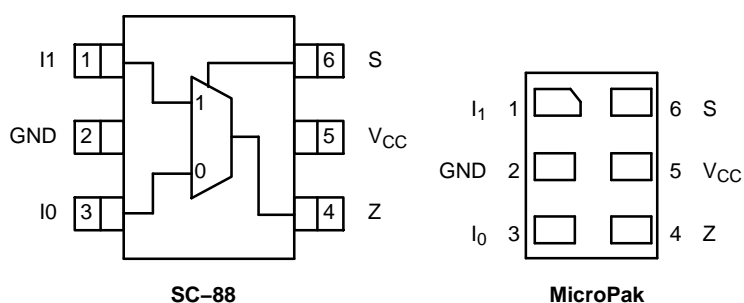 I1 1 6 S
1
GND 2 5 VCC
0
I0 3 4 Z
SC−88
I1 1 6 S
GND 2 5 VCC
I0 3 4 Z
MicroPak